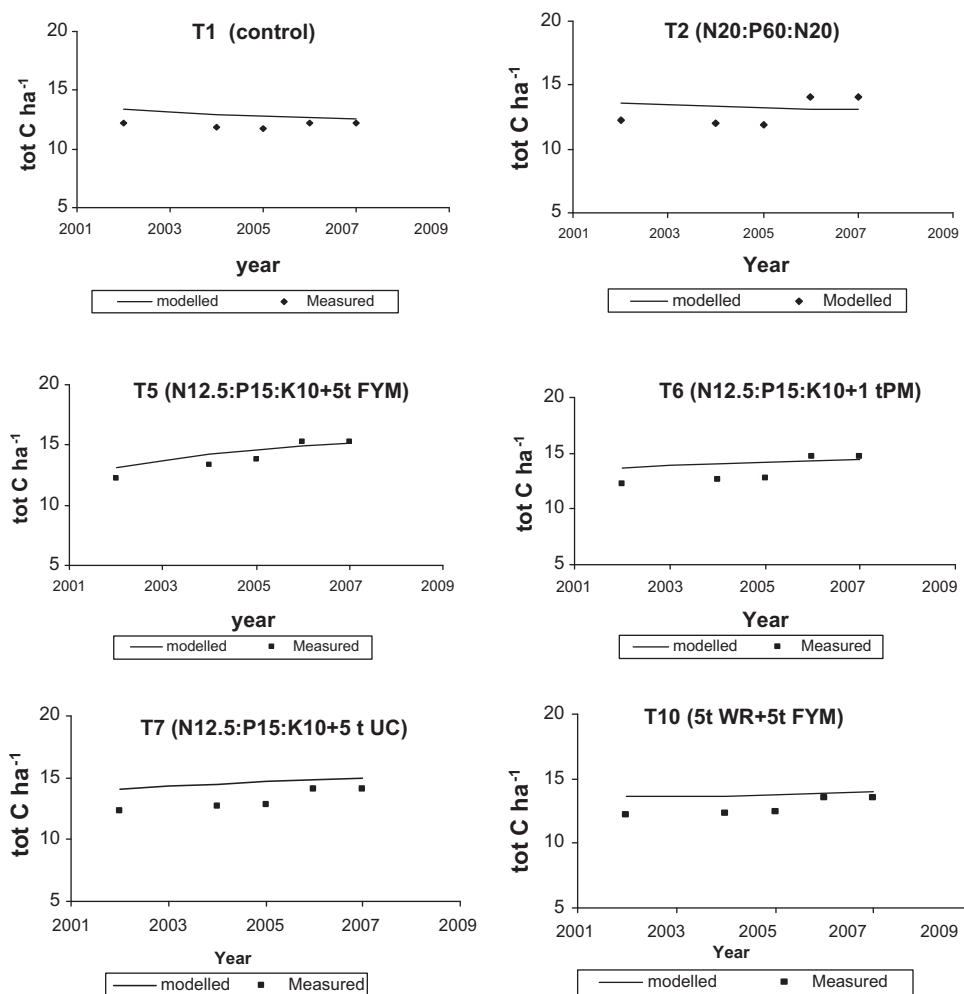 T1 (control)
20
15
10
5
tot C ha-1
2001 2003 2005 2007 2009
year
modelled Measured
T2 (N20:P60:N20)
20
15
10
5
tot C ha-1
2001 2003 2005 2007 2009
Year
modelled Modelled
T5 (N12.5:P15:K10+5t FYM)
20
15
10
5
tot C ha-1
2001 2003 2005 2007 2009
year
modelled Measured
T6 (N12.5:P15:K10+1 tPM)
20
15
10
5
tot C ha-1
2001 2003 2005 2007 2009
Year
modelled Measured
T7 (N12.5:P15:K10+5 t UC)
20
15
10
5
tot C ha-1
2001 2003 2005 2007 2009
Year
modelled Measured
T10 (5t WR+5t FYM)
20
15
10
5
tot C ha-1
2001 2003 2005 2007 2009
Year
modelled Measured